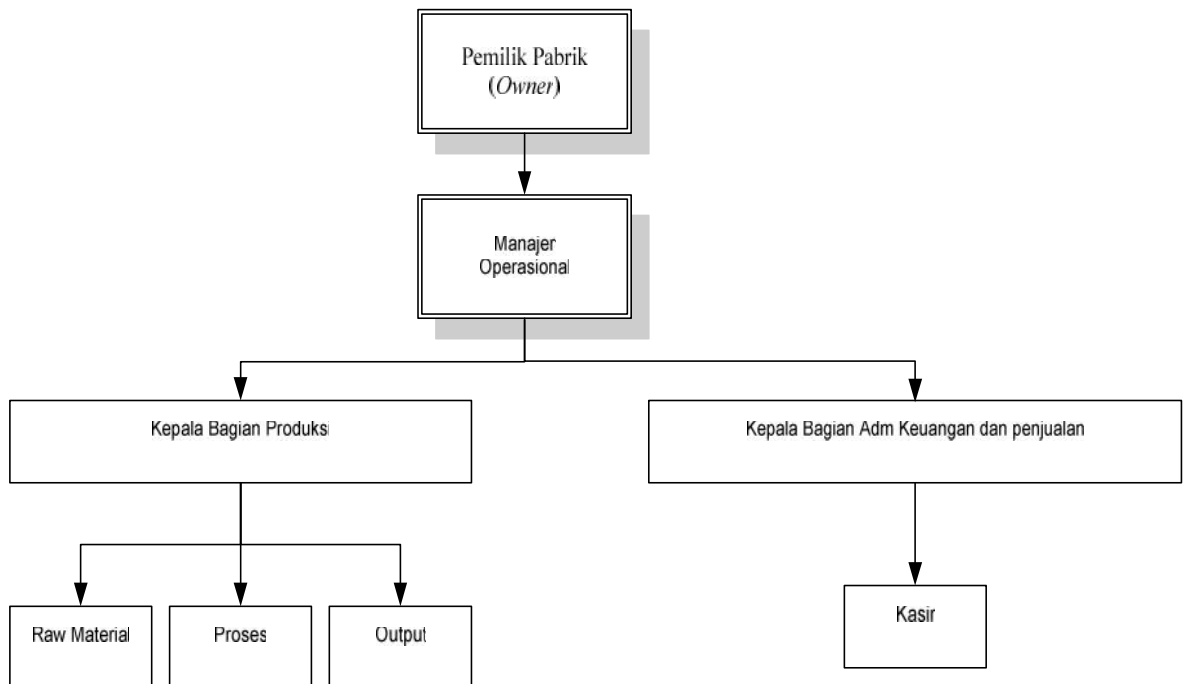 Pemilik Pabrik
(Owner)
Manajer
Operasional
Kepala Bagian Produksi
Kepala Bagian Adm Keuangan dan penjualan
Raw Material
Proses
Output
Kasir